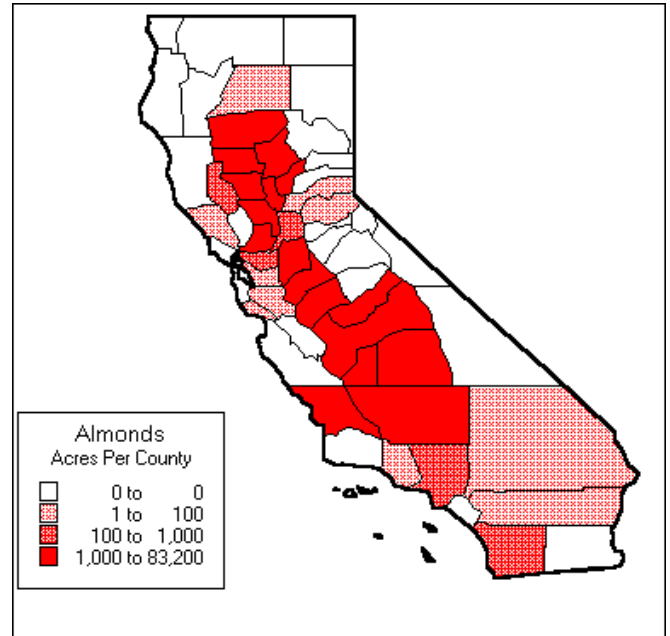 Almonds
Acres Per County
0 to 0
1 to 100
100 to 1,000
1,000 to 83,200